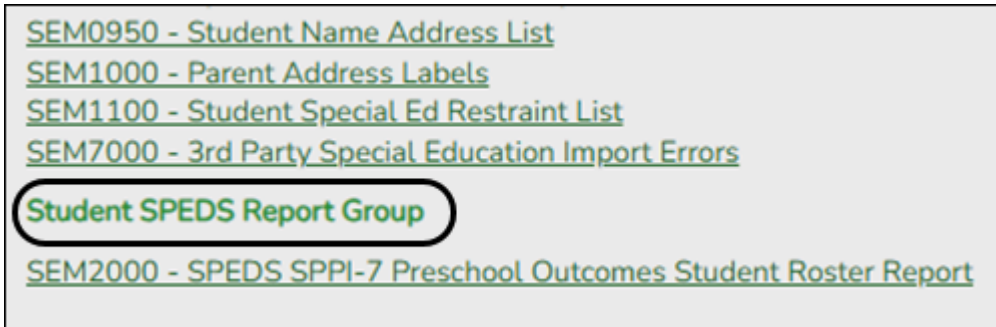 SEM0950 - Student Name Address List
SEM1000 - Parent Address Labels
SEM1100 - Student Special Ed Restraint List
SEM7000 - 3rd Party Special Education Import Errors
Student SPEDS Report Group
SEM2000 - SPEDS SPPI-7 Preschool Outcomes Student Roster Report